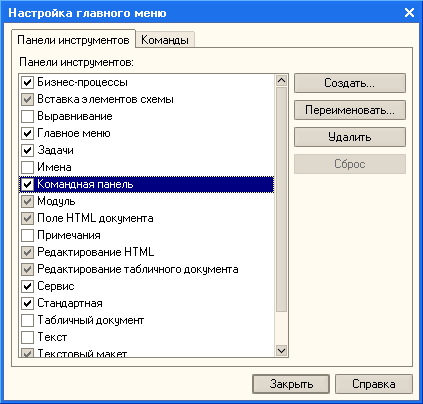 Настройка главного меню
Панели инструментов
Команды
Панели инструментов:
Бизнес-процессы
Вставка элементов схемы
Выравнивание
Главное меню
Задачи
Имена
Командная панель
Модуль
Поле HTML документа
Примечания
Редактирование HTML
Редактирование табличного документа
Сервис
Стандартная
Табличный документ
Текст
Текстовый макет
Создать...
Переименовать...
Удалить
Сброс
Закрыть
Справка